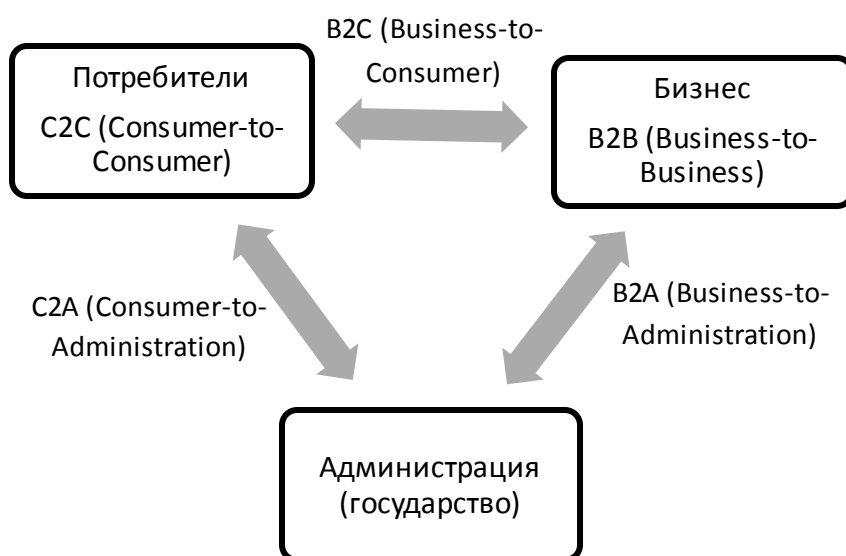 B2C (Business-to-
Consumer)
Потребители
C2C (Consumer-to-
Consumer)
Бизнес
B2B (Business-to-
Business)
C2A (Consumer-to-
Administration)
B2A (Business-to-
Administration)
Администрация
(государство)